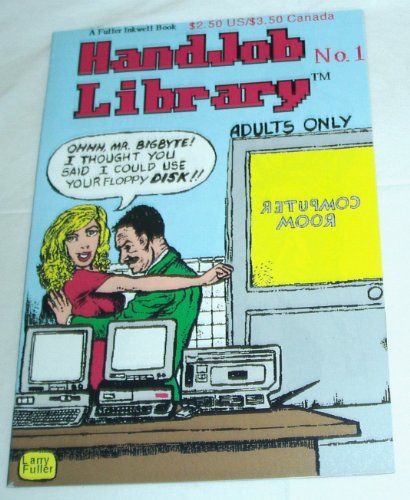 A Fuller Inkwell Book $2.50 US/$3.50 Canada
HandJob
Library™
No. 1
ADULTS ONLY
OHHH, MR. BIGBYTE!
I THOUGHT YOU
SAID I COULD USE
YOUR FLOPPY DISK!!
COMPUTER
ROOM
Larry
Fuller